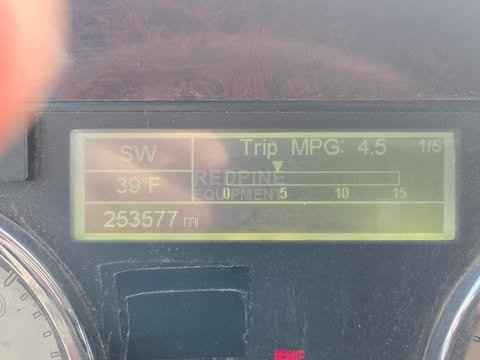 SW
Trip MPG: 4.5 1/5
39°F
REDPINE
EQUIPMENT
0 5 10 15
253577 mi